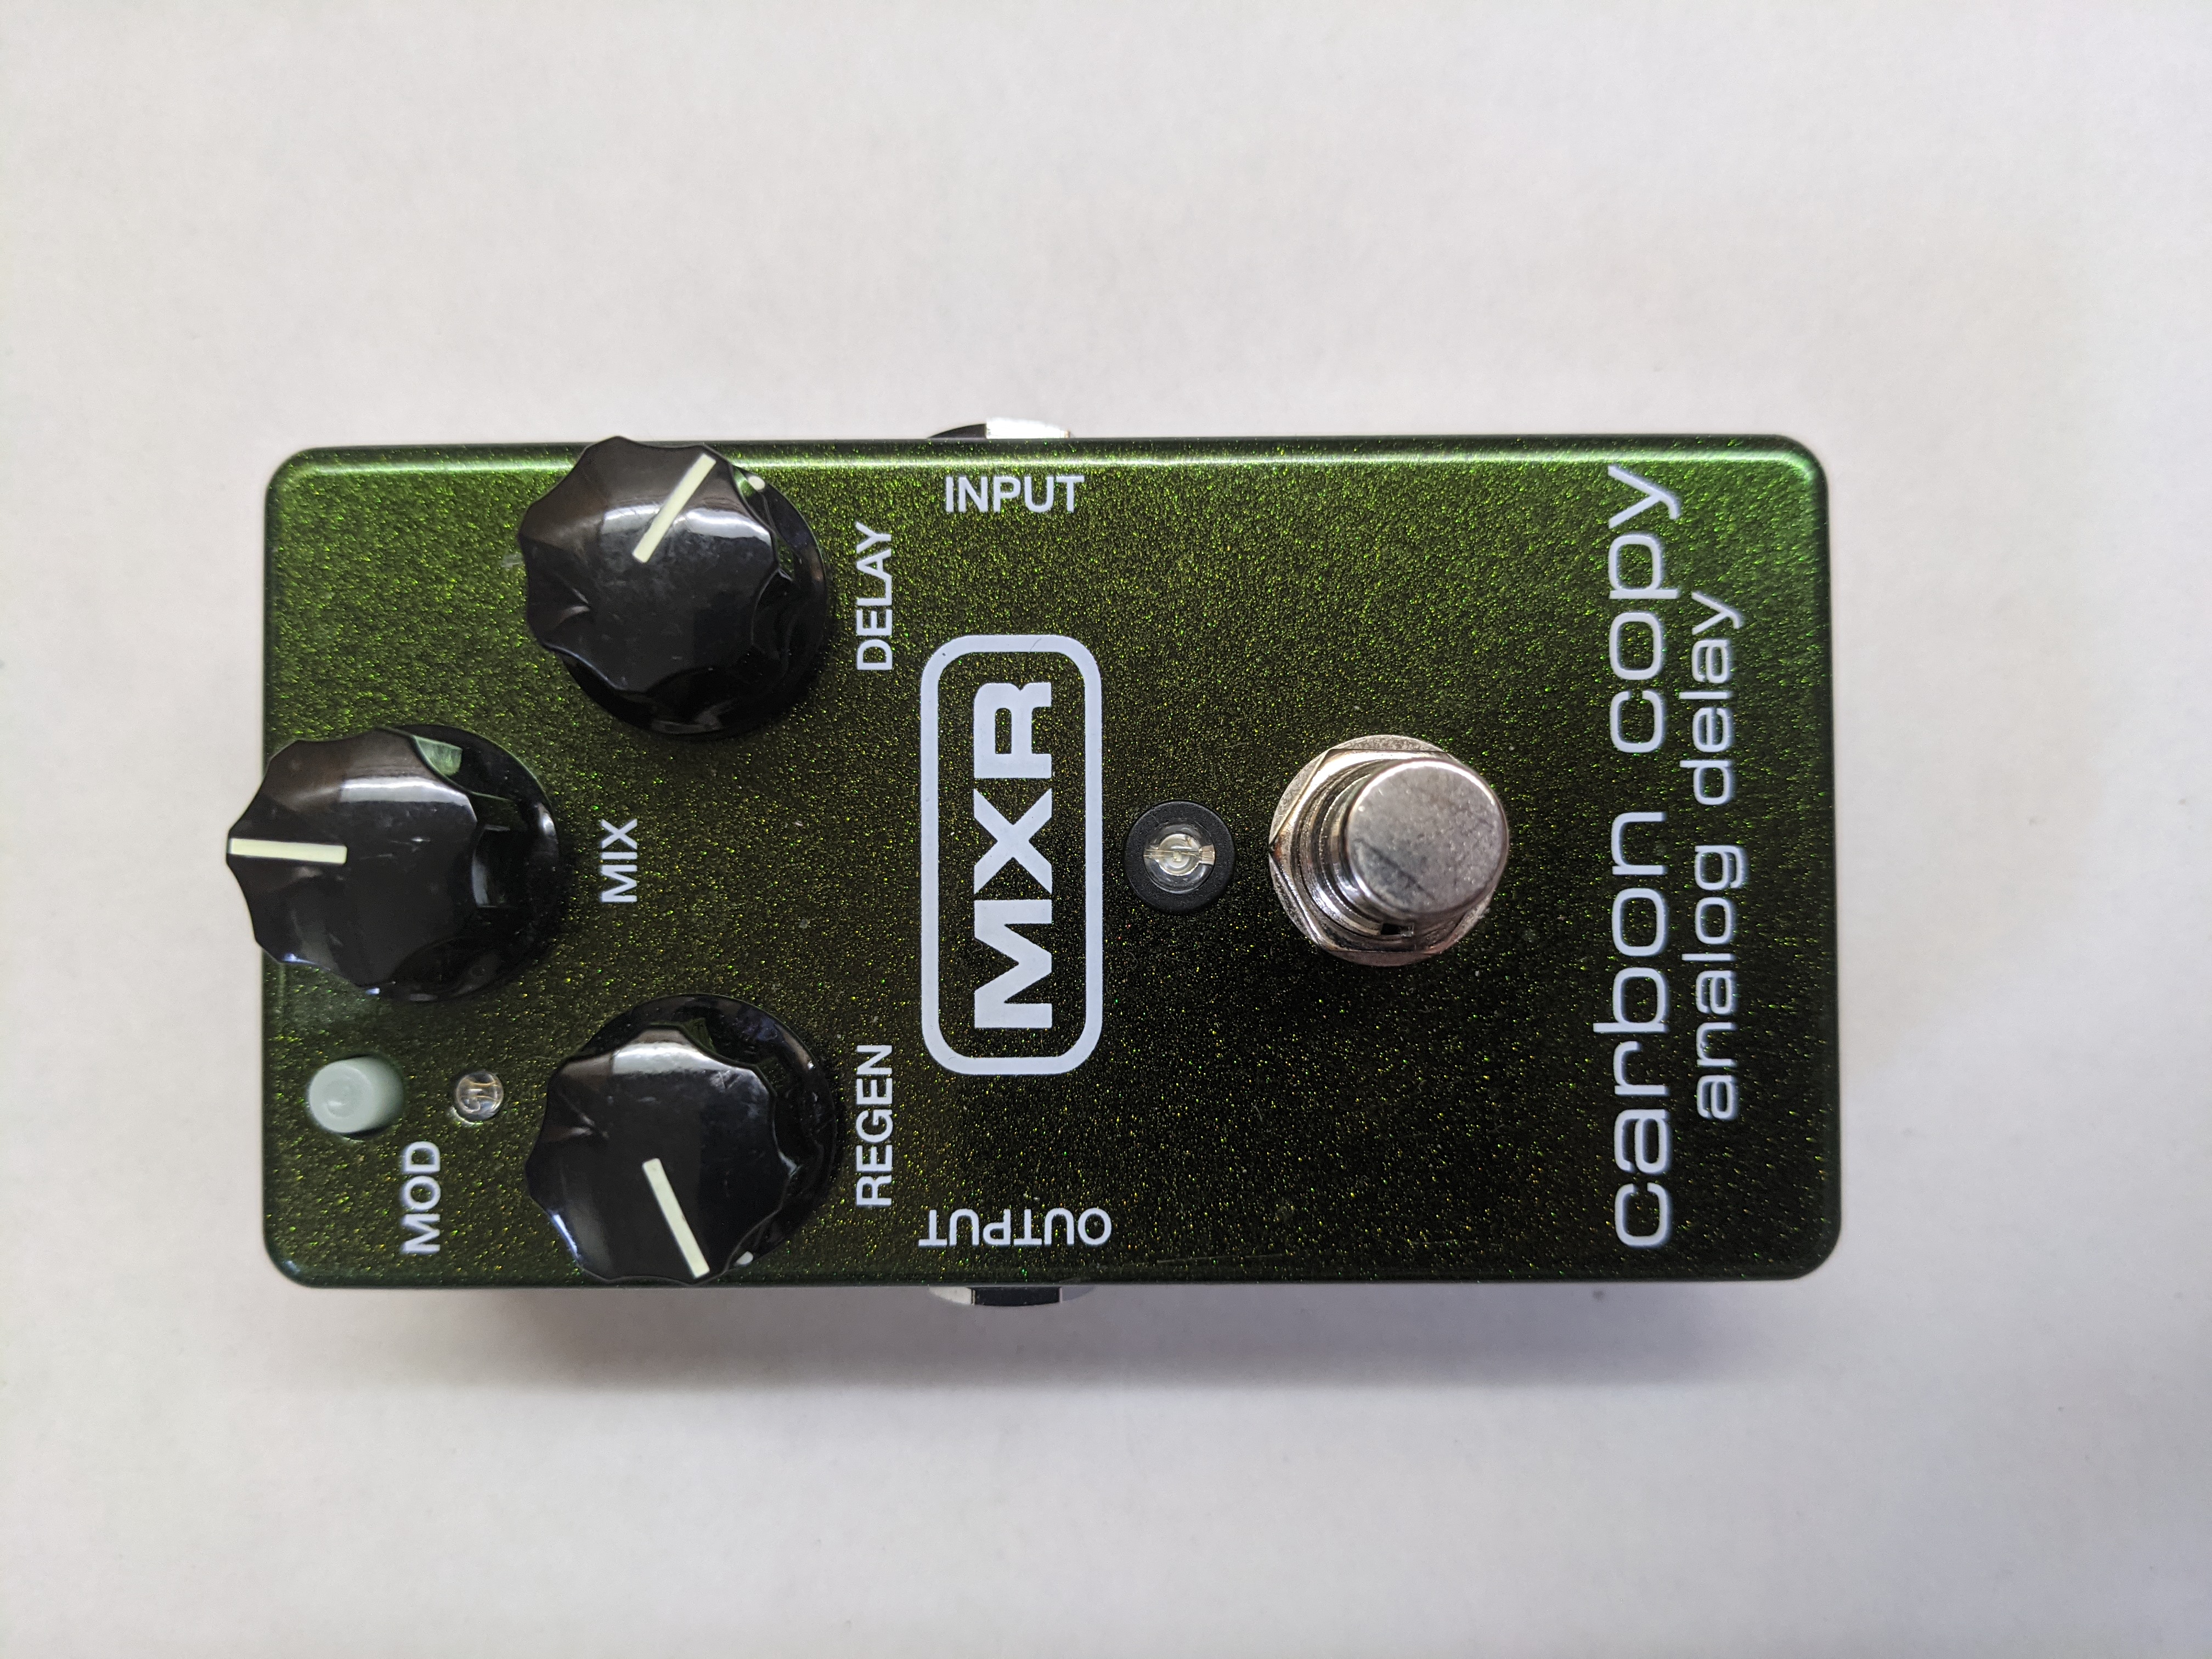 MOD
MIX
REGEN
DELAY
OUTPUT
MXR
INPUT
carbon copy
analog delay